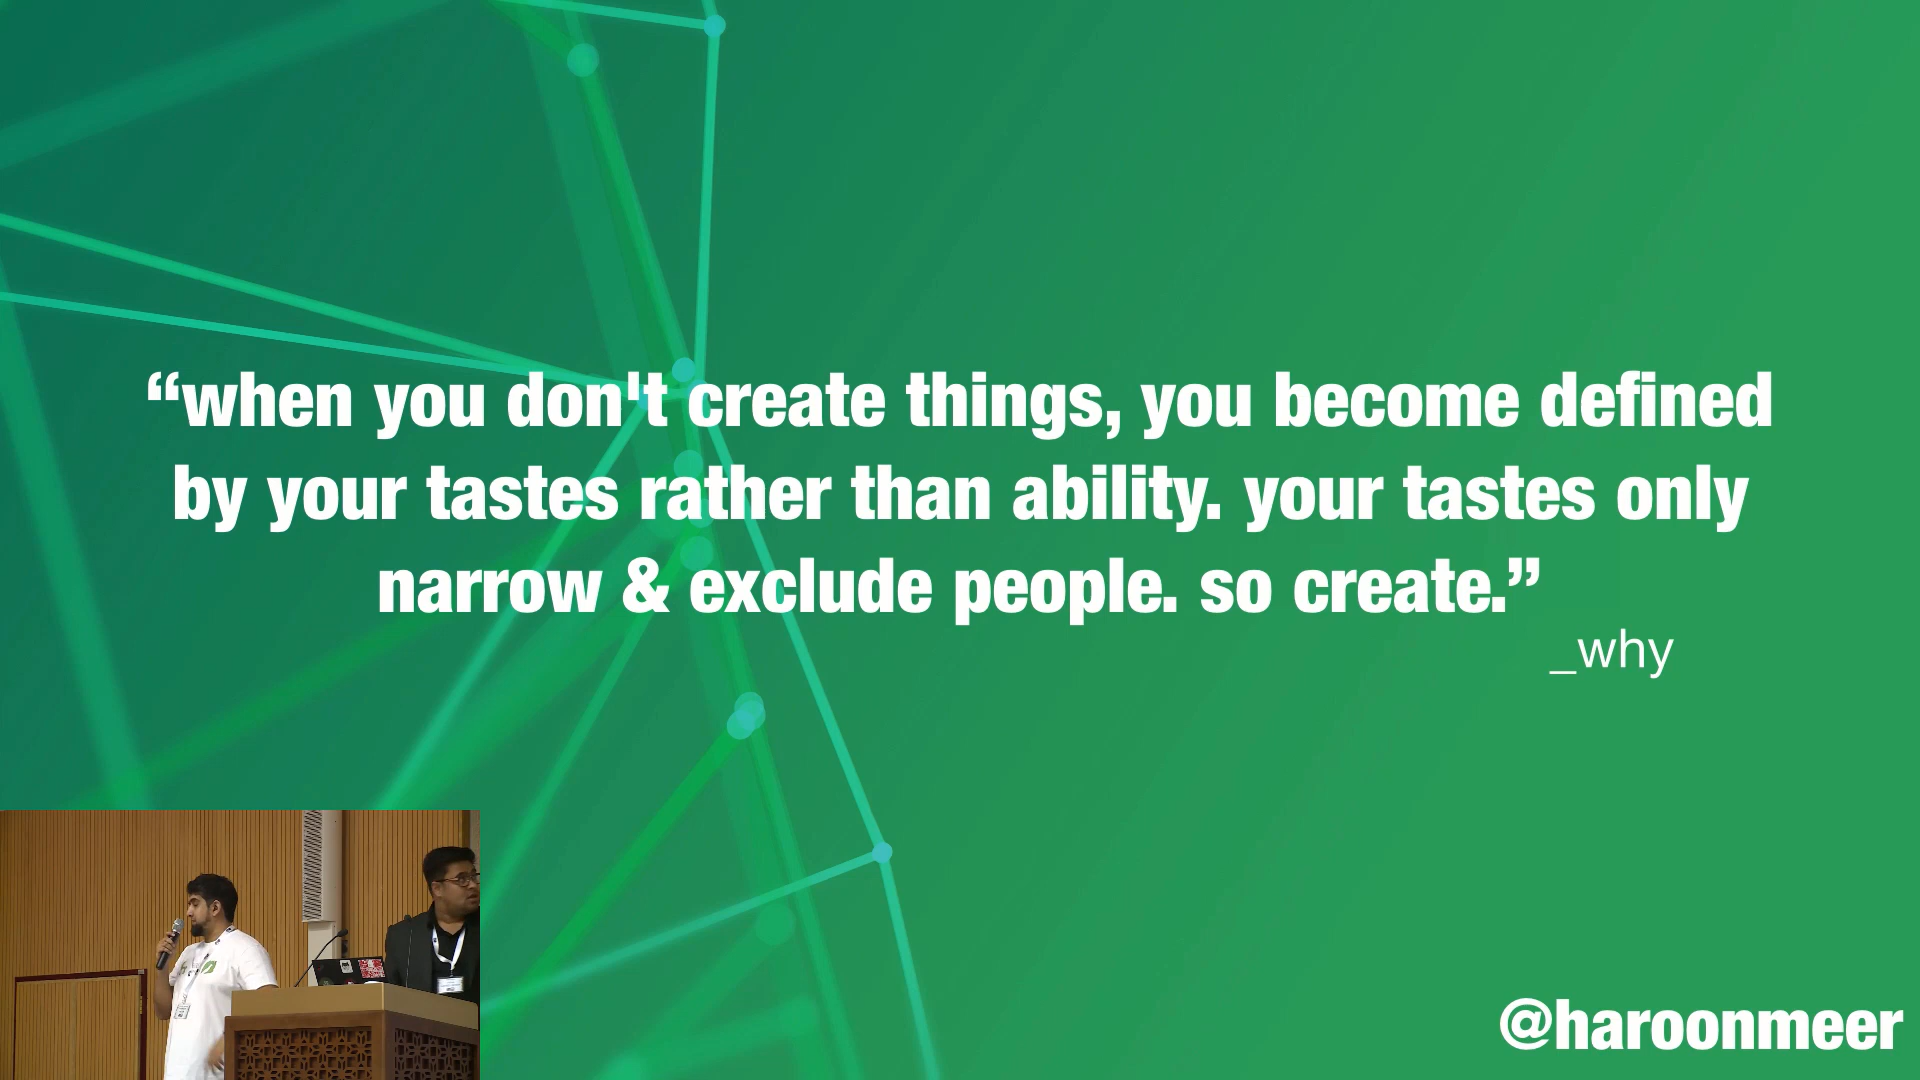 “when you don't create things, you become defined
by your tastes rather than ability. your tastes only
narrow & exclude people. so create.”
_why
@haroonmeer